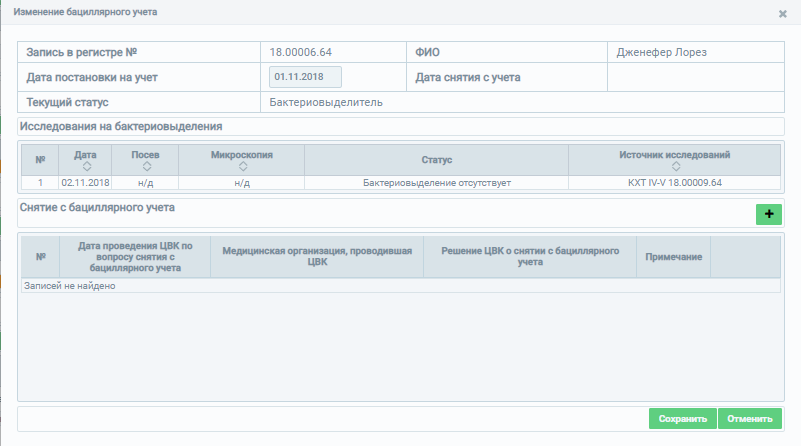 Изменение бациллярного учета
×
Запись в регистре № 18.00006.64 ФИО Дженефер Лорез
Дата постановки на учет 01.11.2018 Дата снятия с учета
Текущий статус Бактериовыделитель
Исследования на бактериовыделения
№ Дата Посев Микроскопия Статус Источник исследований
1 02.11.2018 н/д н/д Бактериовыделение отсутствует КХТ IV-V 18.00009.64
Снятие с бациллярного учета
+
№ Дата проведения ЦВК по вопросу снятия с бациллярного учета Медицинская организация, проводившая ЦВК Решение ЦВК о снятии с бациллярного учета Примечание
Записей не найдено
Сохранить Отменить